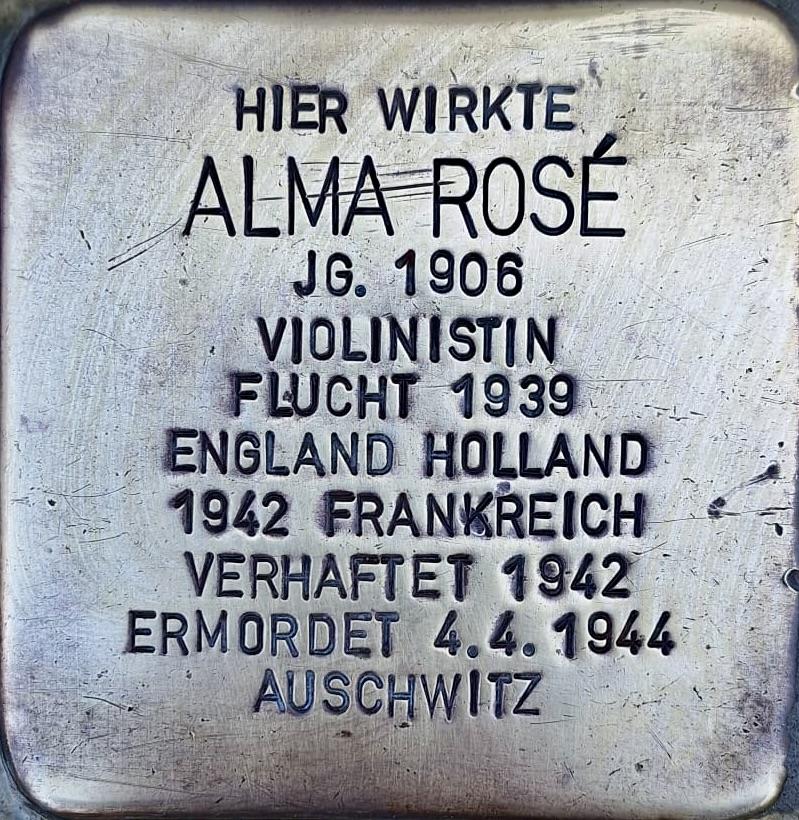 HIER WIRKTE
ALMA ROSÉ
JG. 1906
VIOLINISTIN
FLUCHT 1939
ENGLAND HOLLAND
1942 FRANKREICH
VERHAFTET 1942
ERMORDET 4.4.1944
AUSCHWITZ